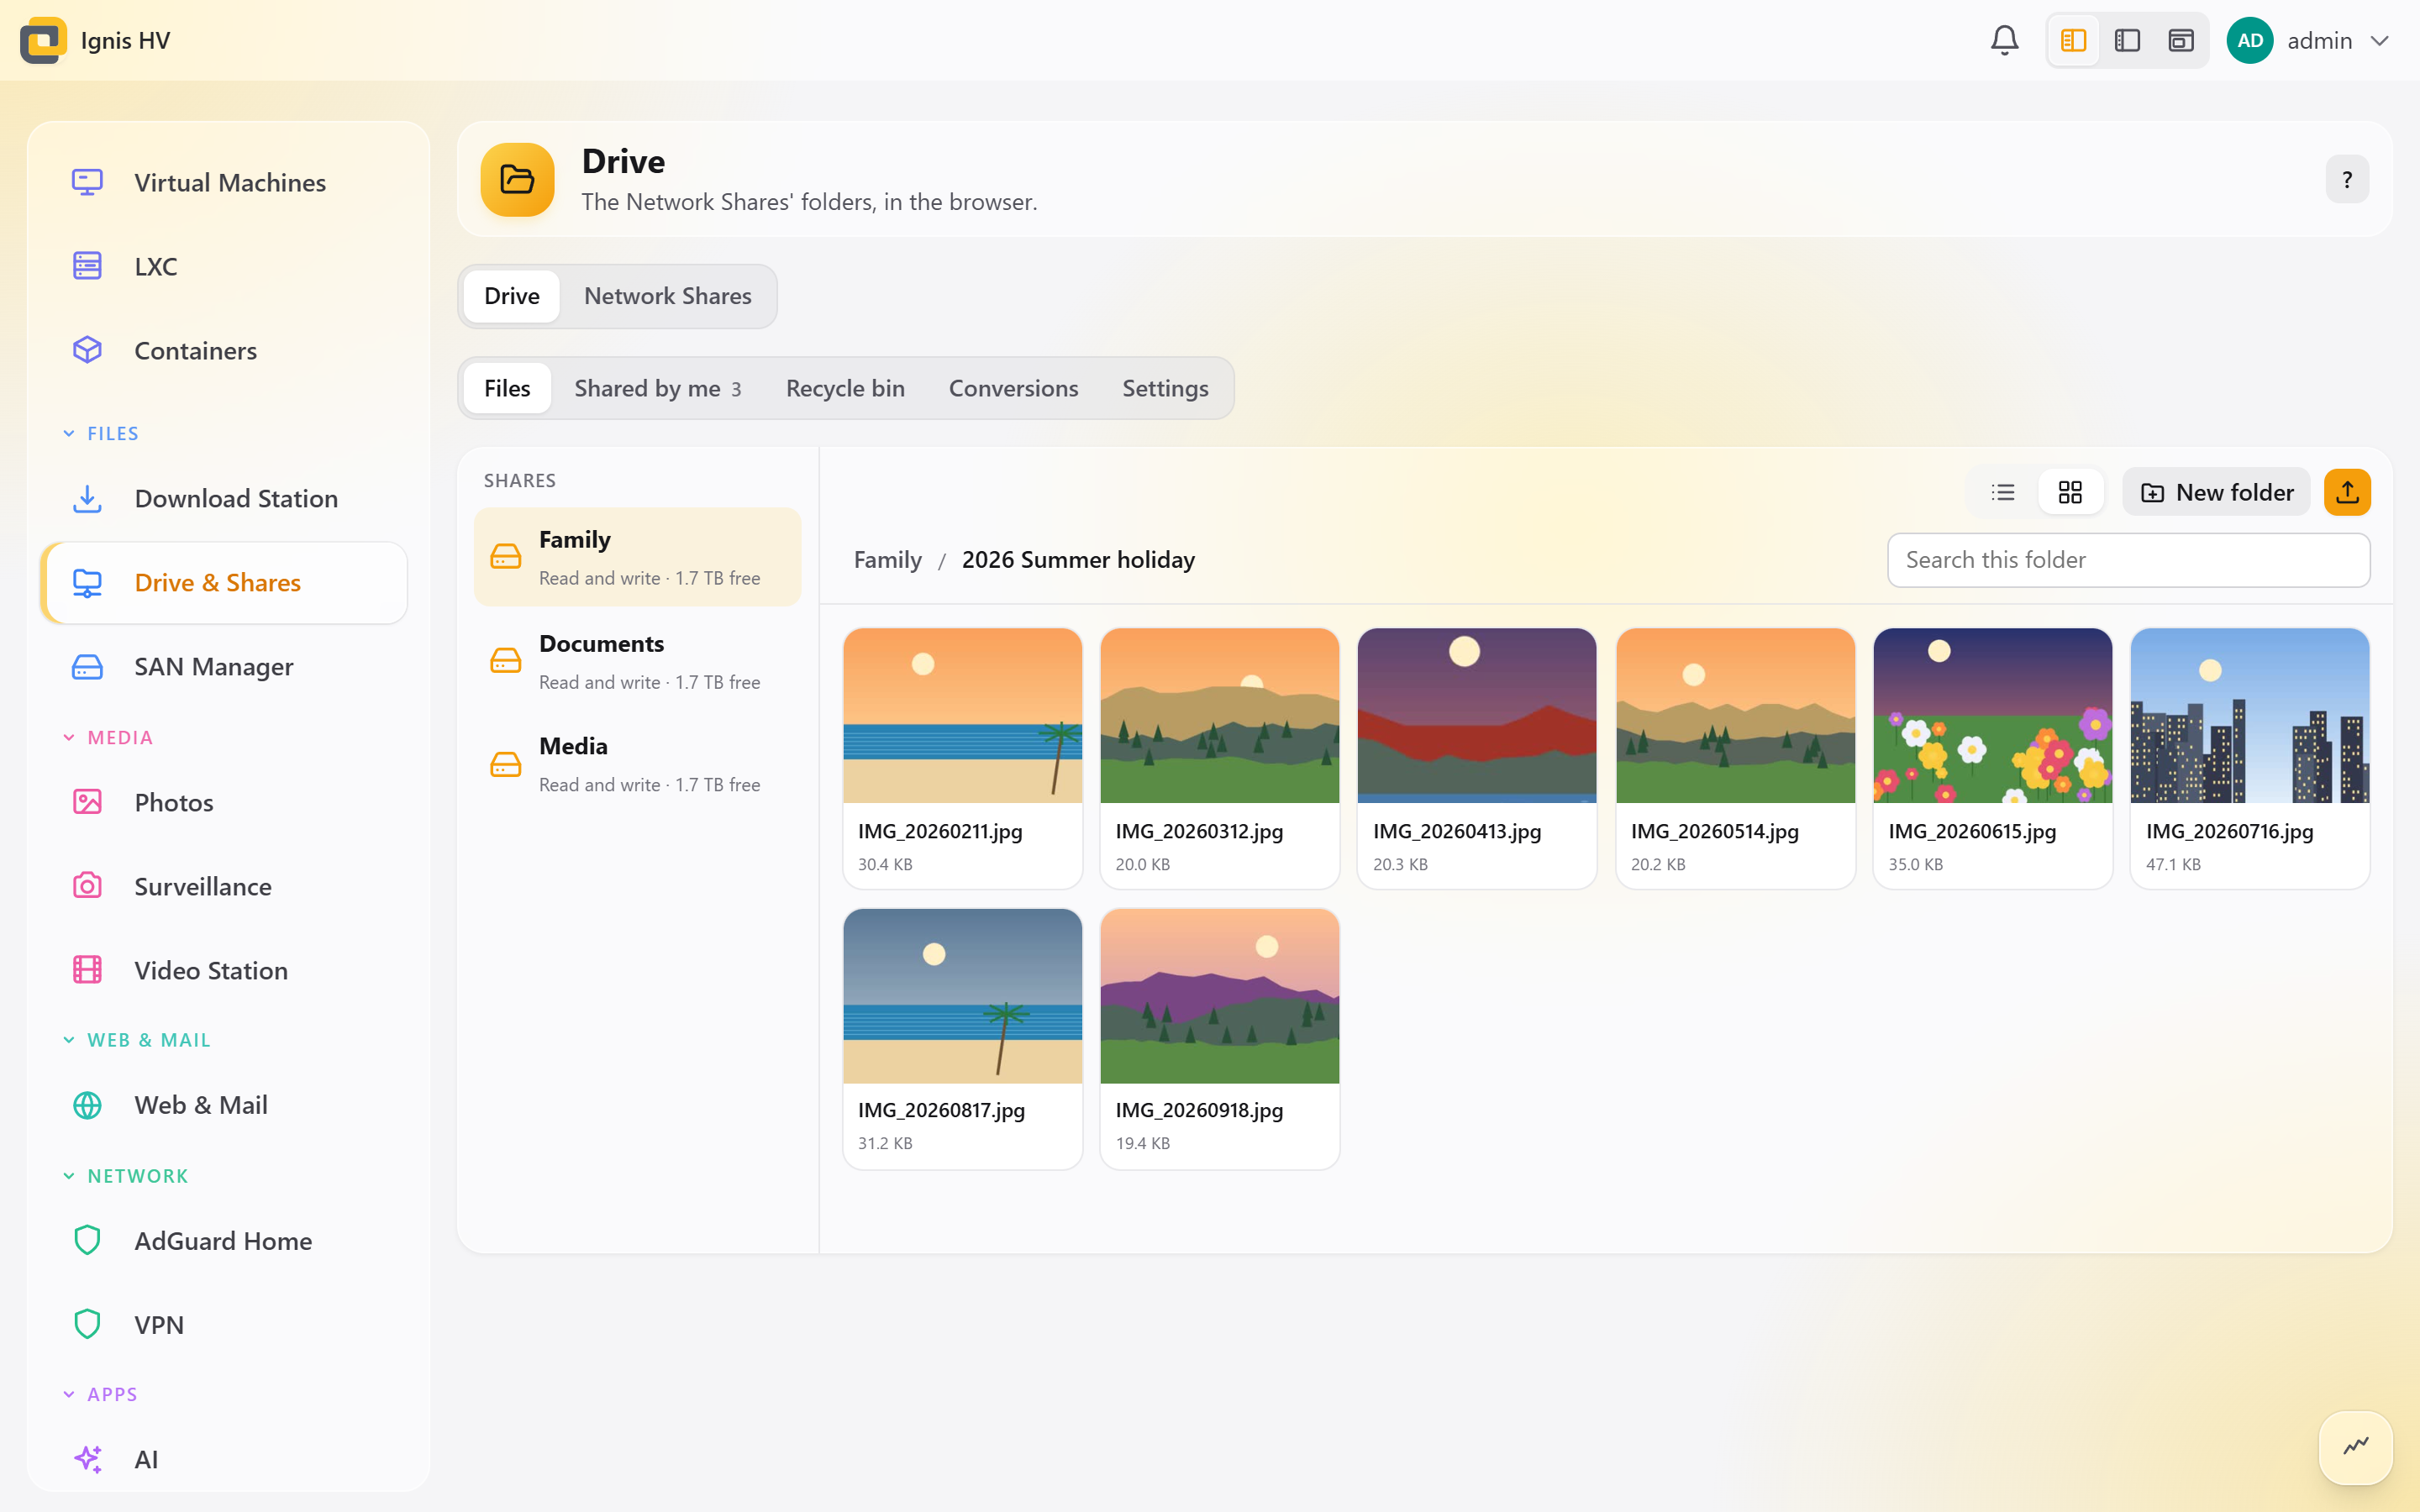 Ignis HV
AD
admin
Virtual Machines
LXC
Containers
FILES
Download Station
Drive & Shares
SAN Manager
MEDIA
Photos
Surveillance
Video Station
WEB & MAIL
Web & Mail
NETWORK
AdGuard Home
VPN
APPS
AI
Drive
The Network Shares' folders, in the browser.
?
Drive
Network Shares
Files
Shared by me 3
Recycle bin
Conversions
Settings
SHARES
Family
Read and write · 1.7 TB free
Documents
Read and write · 1.7 TB free
Media
Read and write · 1.7 TB free
New folder
Family / 2026 Summer holiday
Search this folder
IMG_20260211.jpg
30.4 KB
IMG_20260312.jpg
20.0 KB
IMG_20260413.jpg
20.3 KB
IMG_20260514.jpg
20.2 KB
IMG_20260615.jpg
35.0 KB
IMG_20260716.jpg
47.1 KB
IMG_20260817.jpg
31.2 KB
IMG_20260918.jpg
19.4 KB